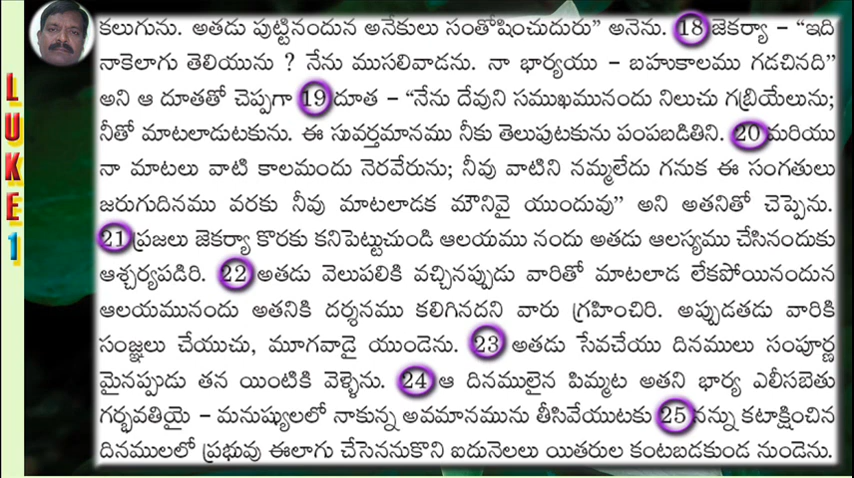 LUKE 1
కలుగును. అతడు పుట్టినందున అనేకులు సంతోషించుదురు” అనెను. 18 జెకర్యా – “ఇది
నాకెలాగు తెలియును ? నేను ముసలివాడను. నా భార్యయు – బహుకాలము గడచినది”
అని ఆ దూతతో చెప్పగా 19 దూత – “నేను దేవుని సముఖమునందు నిలుచు గబ్రియేలును;
నీతో మాటలాడుటకును. ఈ సువర్తమానము నీకు తెలుపుటకును పంపబడితిని. 20 మరియు
నా మాటలు వాటి కాలమందు నెరవేరును; నీవు వాటిని నమ్మలేదు గనుక ఈ సంగతులు
జరుగుదినము వరకు నీవు మాటలాడక మౌనివై యుందువు” అని అతనితో చెప్పెను.
21 ప్రజలు జెకర్యా కొరకు కనిపెట్టుచుండి ఆలయము నందు అతడు ఆలస్యము చేసినందుకు
ఆశ్చర్యపడిరి. 22 అతడు వెలుపలికి వచ్చినప్పుడు వారితో మాటలాడ లేకపోయినందున
ఆలయమునందు అతనికి దర్శనము కలిగినదని వారు గ్రహించిరి. అప్పుడతడు వారికి
సంజ్ఞలు చేయుచు, మూగవాడై యుండెను. 23 అతడు సేవచేయు దినములు సంపూర్ణ
మైనప్పుడు తన యింటికి వెళ్ళెను. 24 ఆ దినములైన పిమ్మట అతని భార్య ఎలీసబెతు
గర్భవతియై – మనుష్యులలో నాకున్న అవమానమును తీసివేయుటకు 25 నన్ను కటాక్షించిన
దినములలో ప్రభువు ఈలాగు చేసెననుకొని ఐదునెలలు యితరుల కంటబడకుండ నుండెను.